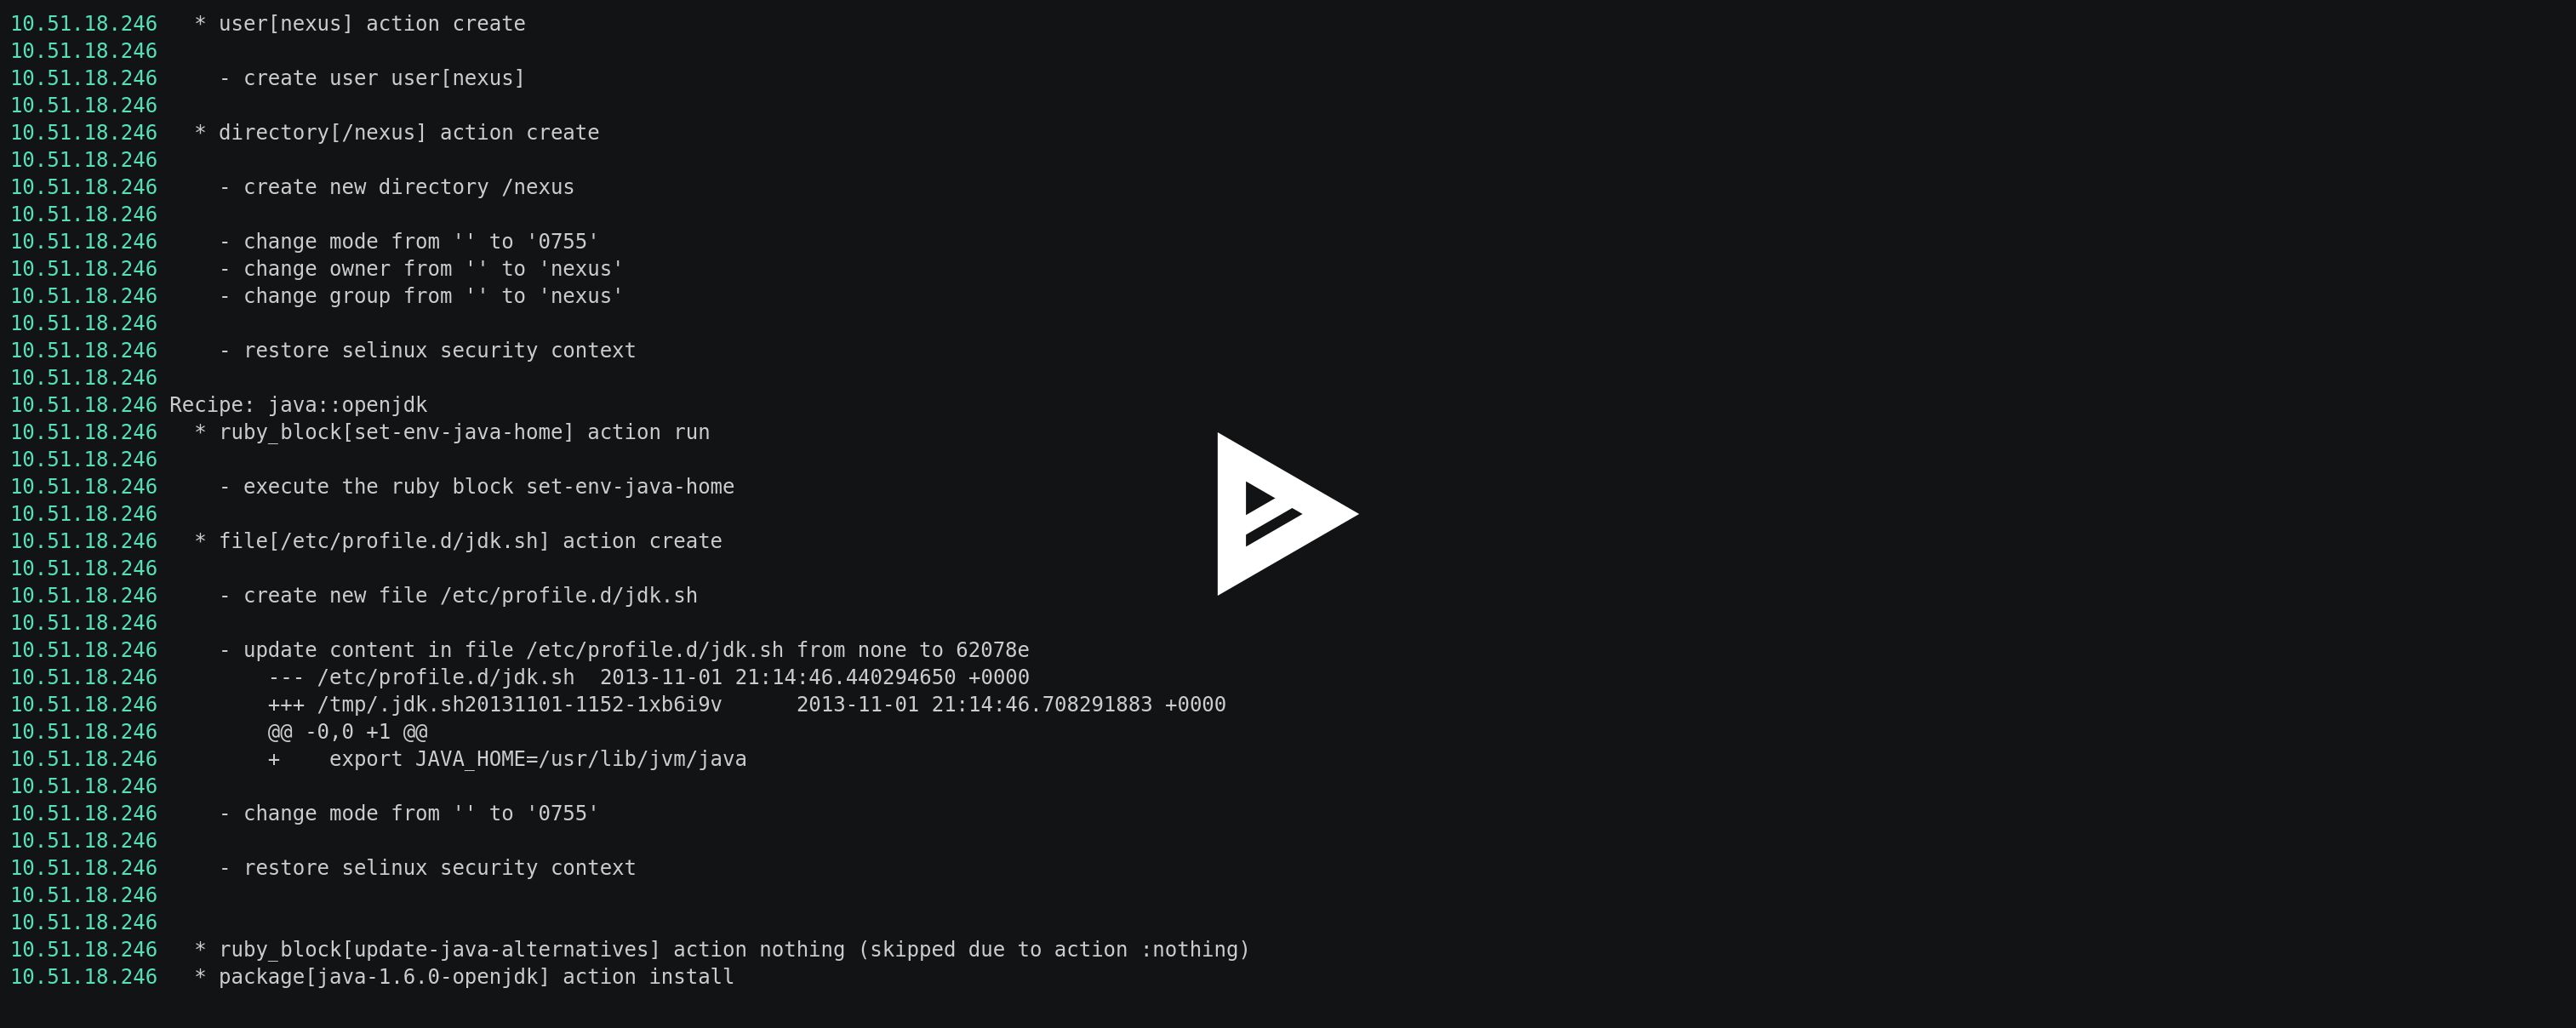 10.51.18.246   * user[nexus] action create
10.51.18.246
10.51.18.246     - create user user[nexus]
10.51.18.246
10.51.18.246   * directory[/nexus] action create
10.51.18.246
10.51.18.246     - create new directory /nexus
10.51.18.246
10.51.18.246     - change mode from '' to '0755'
10.51.18.246     - change owner from '' to 'nexus'
10.51.18.246     - change group from '' to 'nexus'
10.51.18.246
10.51.18.246     - restore selinux security context
10.51.18.246
10.51.18.246 Recipe: java::openjdk
10.51.18.246   * ruby_block[set-env-java-home] action run
10.51.18.246
10.51.18.246     - execute the ruby block set-env-java-home
10.51.18.246
10.51.18.246   * file[/etc/profile.d/jdk.sh] action create
10.51.18.246
10.51.18.246     - create new file /etc/profile.d/jdk.sh
10.51.18.246
10.51.18.246     - update content in file /etc/profile.d/jdk.sh from none to 62078e
10.51.18.246         --- /etc/profile.d/jdk.sh  2013-11-01 21:14:46.440294650 +0000
10.51.18.246         +++ /tmp/.jdk.sh20131101-1152-1xb6i9v      2013-11-01 21:14:46.708291883 +0000
10.51.18.246         @@ -0,0 +1 @@
10.51.18.246         +    export JAVA_HOME=/usr/lib/jvm/java
10.51.18.246
10.51.18.246     - change mode from '' to '0755'
10.51.18.246
10.51.18.246     - restore selinux security context
10.51.18.246
10.51.18.246
10.51.18.246   * ruby_block[update-java-alternatives] action nothing (skipped due to action :nothing)
10.51.18.246   * package[java-1.6.0-openjdk] action install